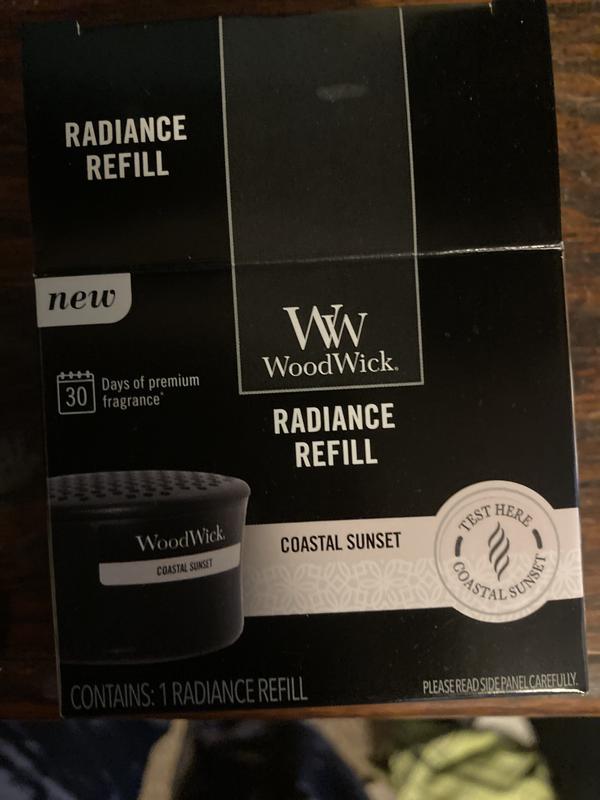 RADIANCE
REFILL
new
30
Days of premium
fragrance*
WW
WoodWick®
RADIANCE
REFILL
WoodWick.
COASTAL SUNSET
COASTAL SUNSET
TEST HERE
COASTAL SUNSET
CONTAINS: 1 RADIANCE REFILL
PLEASE READ SIDE PANEL CAREFULLY.